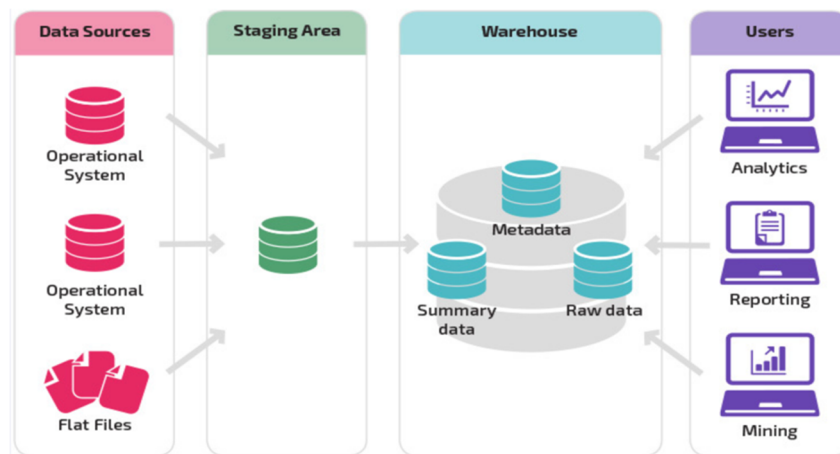 Data Sources
Staging Area
Warehouse
Users
Operational
System
Operational
System
Flat Files
Metadata
Summary
data
Raw data
Analytics
Reporting
Mining